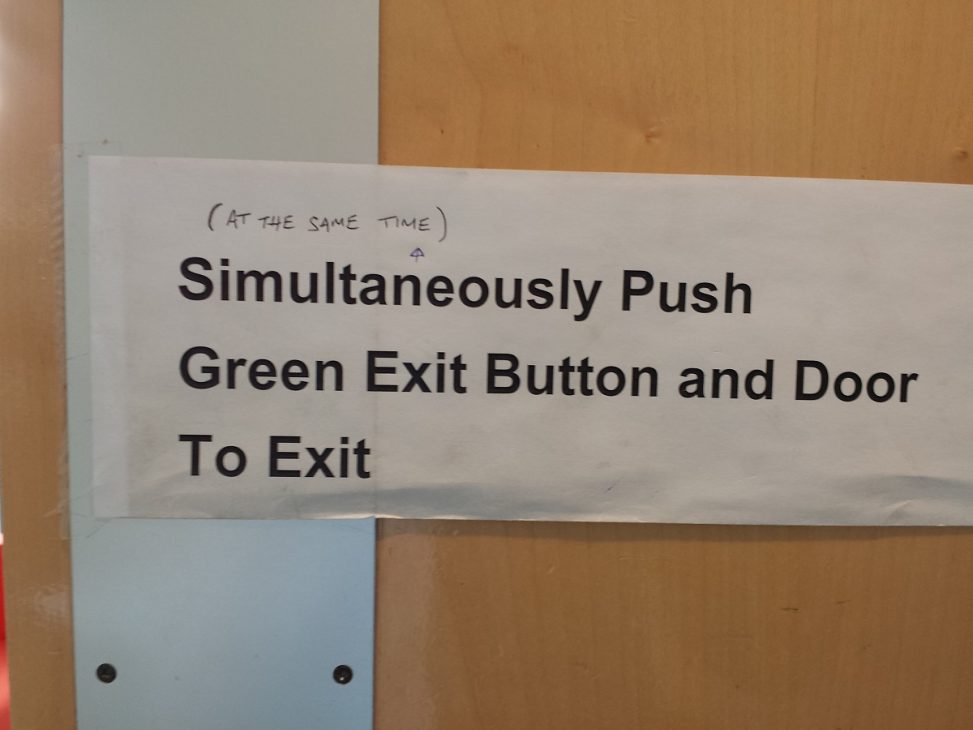 (AT THE SAME TIME)
Simultaneously Push
Green Exit Button and Door
To Exit